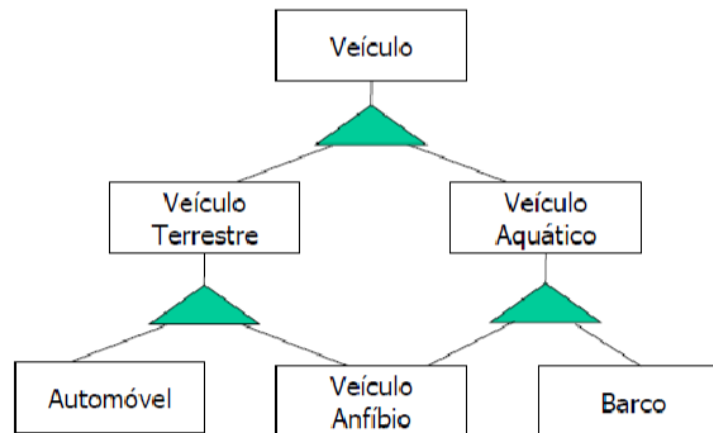 Veículo
Veículo
Terrestre
Veículo
Aquático
Automóvel
Veículo
Anfíbio
Barco